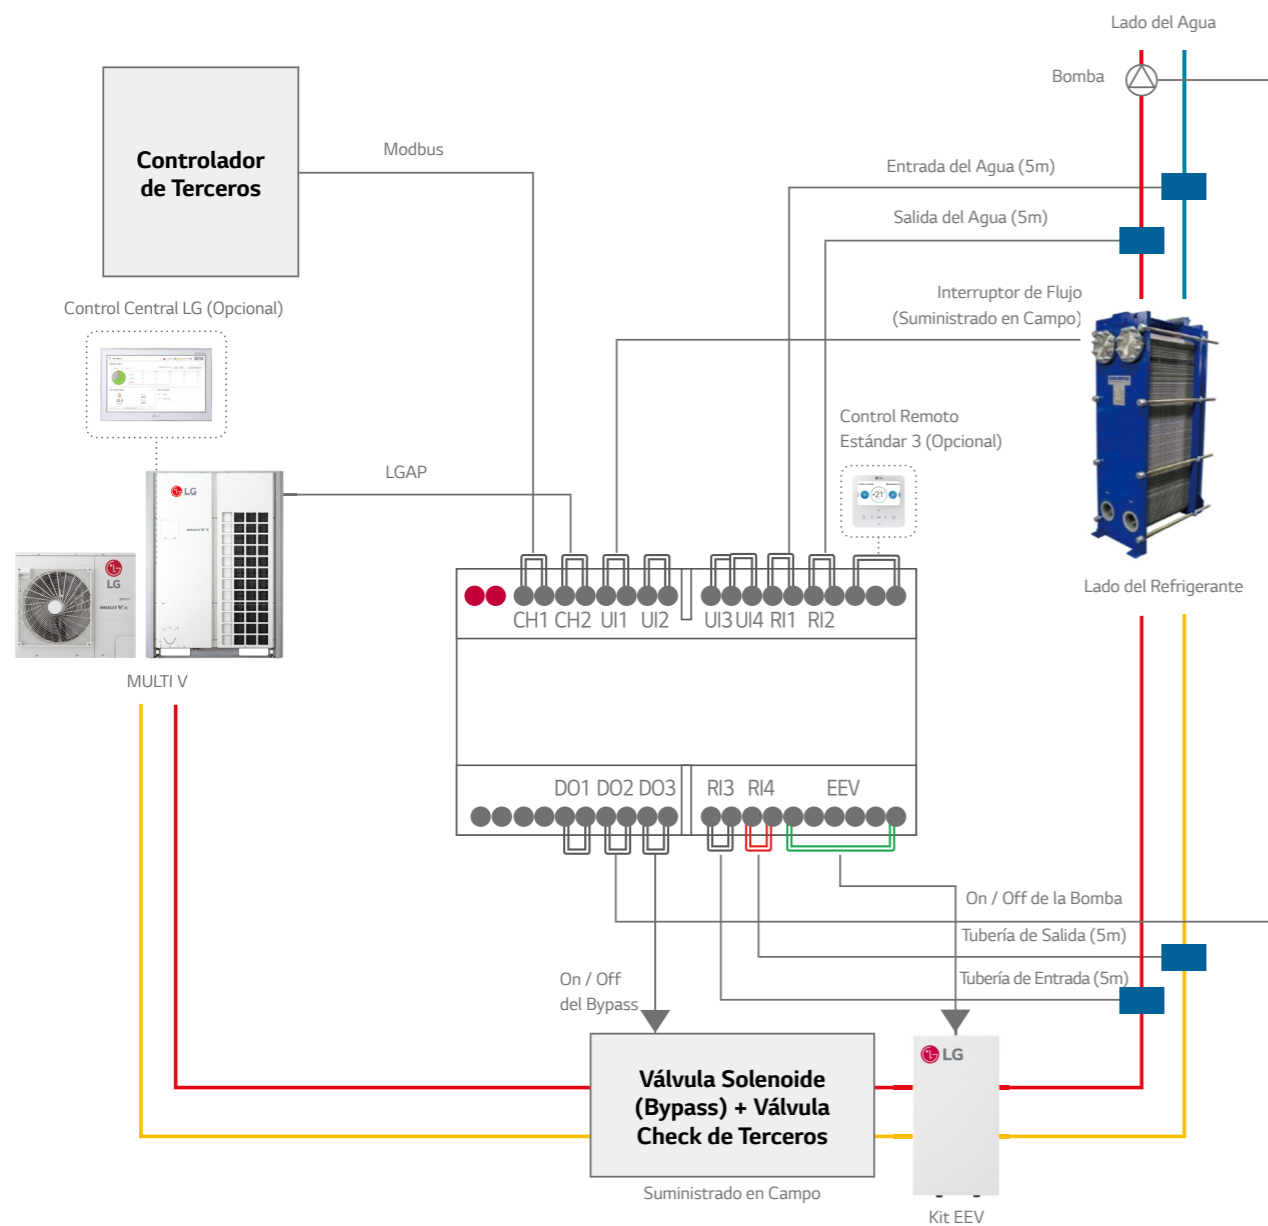 Lado del Agua
Bomba
Controlador
de Terceros
Modbus
Entrada del Agua (5m)
Salida del Agua (5m)
Control Central LG (Opcional)
Interruptor de Flujo
(Suministrado en Campo)
Control Remoto
Estándar 3 (Opcional)
LG
LGAP
LG
MULTI V
Lado del Refrigerante
CH1 CH2 UI1 UI2 UI3 UI4 RI1 RI2
MULTI V
DO1 DO2 DO3 RI3 RI4 EEV
On / Off de la Bomba
Tubería de Salida (5m)
Tubería de Entrada (5m)
On / Off
del Bypass
LG
Válvula Solenoide
(Bypass) + Válvula
Check de Terceros
Suministrado en Campo
Kit EEV